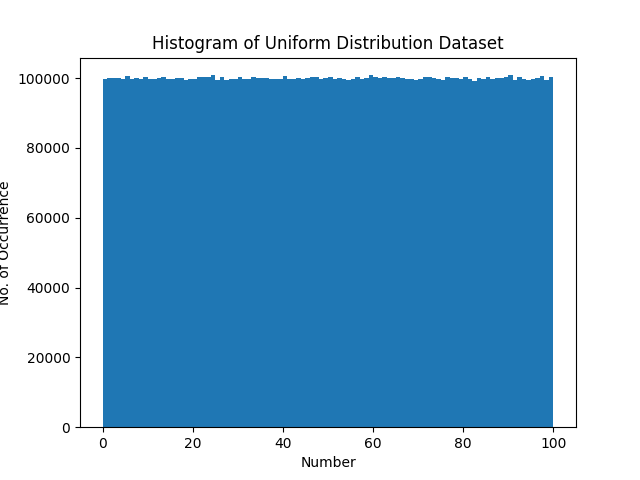 Histogram of Uniform Distribution Dataset
100000
80000
60000
40000
20000
0
No. of Occurrence
0 20 40 60 80 100
Number